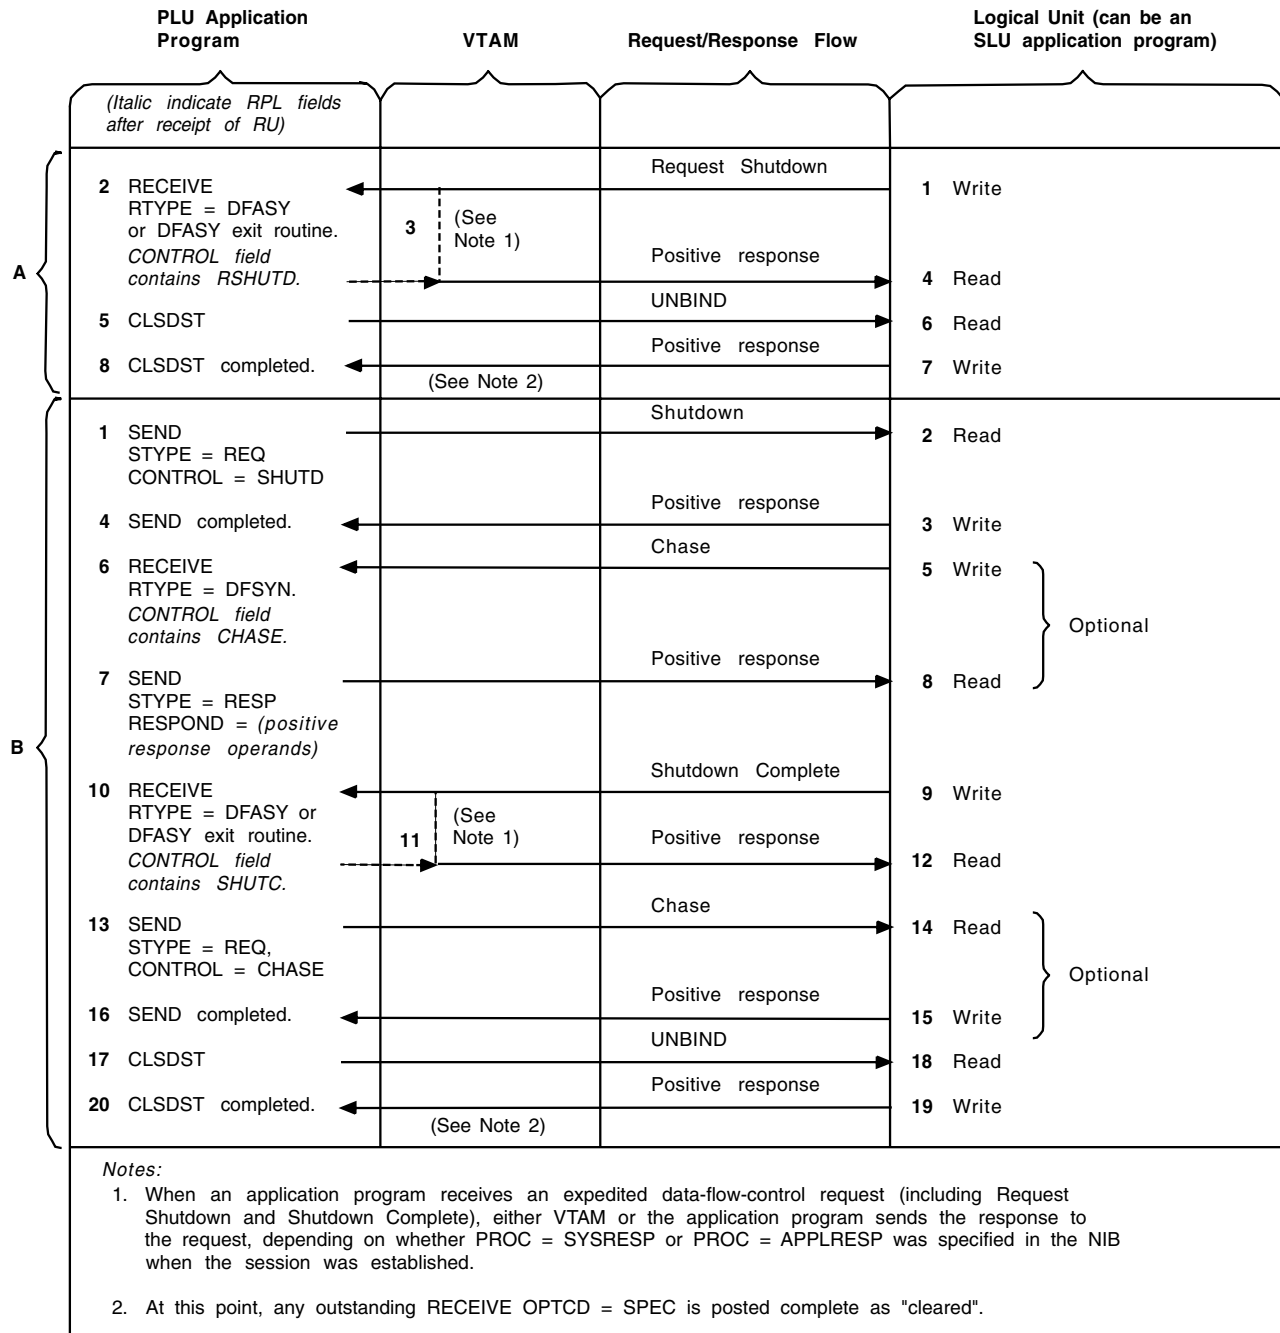 PLU Application
Program
VTAM
Request/Response Flow
Logical Unit (can be an
SLU application program)
(Italic indicate RPL fields
after receipt of RU)
A
2 RECEIVE
RTYPE = DFASY
or DFASY exit routine.
CONTROL field
contains RSHUTD.
3
(See
Note 1)
Request Shutdown
1 Write
Positive response
4 Read
5 CLSDST
UNBIND
6 Read
8 CLSDST completed.
(See Note 2)
Positive response
7 Write
B
1 SEND
STYPE = REQ
CONTROL = SHUTD
Shutdown
2 Read
4 SEND completed.
Positive response
3 Write
6 RECEIVE
RTYPE = DFSYN.
CONTROL field
contains CHASE.
Chase
5 Write
Optional
7 SEND
STYPE = RESP
RESPOND = (positive
response operands)
Positive response
8 Read
10 RECEIVE
RTYPE = DFASY or
DFASY exit routine.
CONTROL field
contains SHUTC.
11
(See
Note 1)
Shutdown Complete
9 Write
Positive response
12 Read
13 SEND
STYPE = REQ,
CONTROL = CHASE
Chase
14 Read
Optional
16 SEND completed.
Positive response
15 Write
17 CLSDST
UNBIND
18 Read
20 CLSDST completed.
(See Note 2)
Positive response
19 Write
Notes:
1. When an application program receives an expedited data-flow-control request (including Request
Shutdown and Shutdown Complete), either VTAM or the application program sends the response to
the request, depending on whether PROC = SYSRESP or PROC = APPLRESP was specified in the NIB
when the session was established.
2. At this point, any outstanding RECEIVE OPTCD = SPEC is posted complete as "cleared".